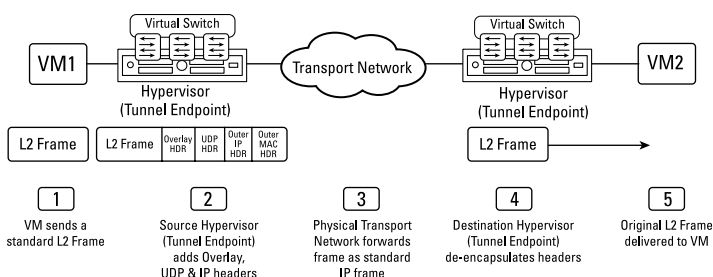 Virtual Switch
Virtual Switch
VM1
Transport Network
VM2
Hypervisor
(Tunnel Endpoint)
Hypervisor
(Tunnel Endpoint)
L2 Frame
L2 Frame
Overlay
HDR
UDP
HDR
Outer
IP
HDR
Outer
MAC
HDR
L2 Frame
1
VM sends a
standard L2 Frame
2
Source Hypervisor
(Tunnel Endpoint)
adds Overlay,
UDP & IP headers
3
Physical Transport
Network forwards
frame as standard
IP frame
4
Destination Hypervisor
(Tunnel Endpoint)
de-encapsulates headers
5
Original L2 Frame
delivered to VM